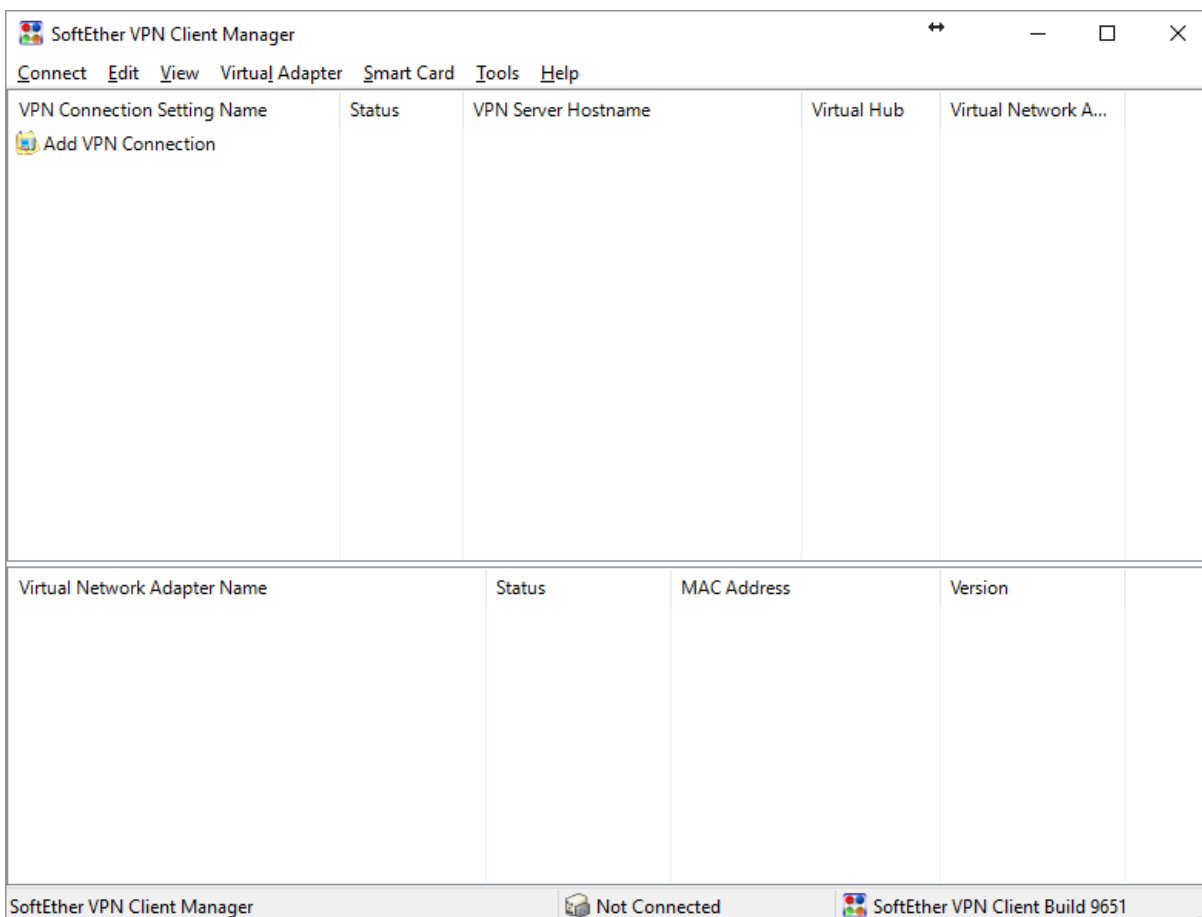 SoftEther VPN Client Manager
Connect Edit View Virtual Adapter Smart Card Tools Help
VPN Connection Setting Name Status VPN Server Hostname Virtual Hub Virtual Network A...
Add VPN Connection
Virtual Network Adapter Name Status MAC Address Version
SoftEther VPN Client Manager Not Connected SoftEther VPN Client Build 9651